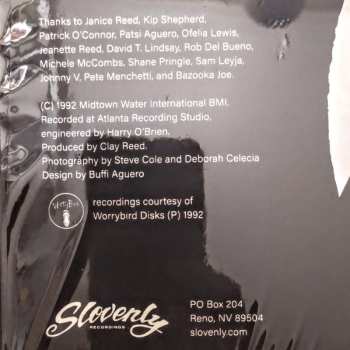 Thanks to Janice Reed, Kip Shepherd,
Patrick O'Connor, Patsi Aguero, Ofelia Lewis,
Jeanette Reed, David T. Lindsay, Rob Del Bueno,
Michele McCombs, Shane Pringle, Sam Leyja,
Johnny V, Pete Menchetti, and Bazooka Joe.
(C) 1992 Midtown Water International BMI.
Recorded at Atlanta Recording Studio,
engineered by Harry O'Brien.
Produced by Clay Reed.
Photography by Steve Cole and Deborah Celecia
Design by Buffi Aguero
recordings courtesy of
Worrybird Disks (P) 1992
Slovenly
RECORDINGS
PO Box 204
Reno, NV 89504
slovenly.com